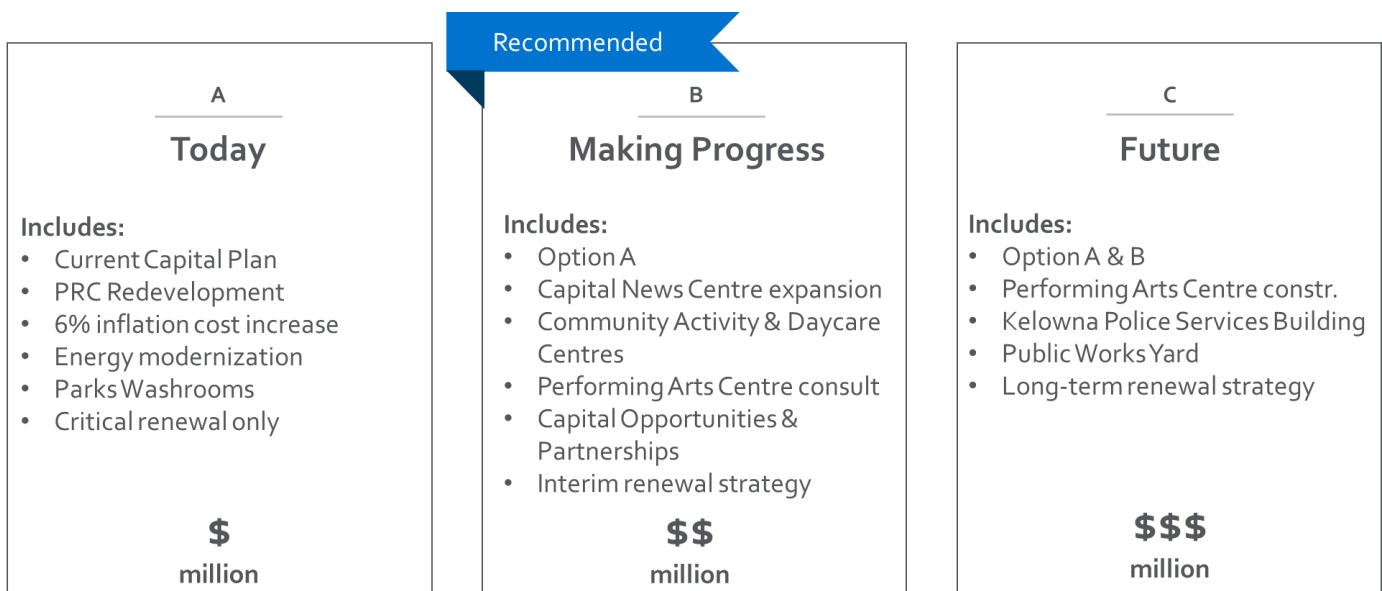 Recommended
A
Today
Includes:
• Current Capital Plan
• PRC Redevelopment
• 6% inflation cost increase
• Energy modernization
• Parks Washrooms
• Critical renewal only
$
million
B
Making Progress
Includes:
• Option A
• Capital News Centre expansion
• Community Activity & Daycare
Centres
• Performing Arts Centre consult
• Capital Opportunities &
Partnerships
• Interim renewal strategy
$$
million
C
Future
Includes:
• Option A & B
• Performing Arts Centre constr.
• Kelowna Police Services Building
• Public Works Yard
• Long-term renewal strategy
$$$
million